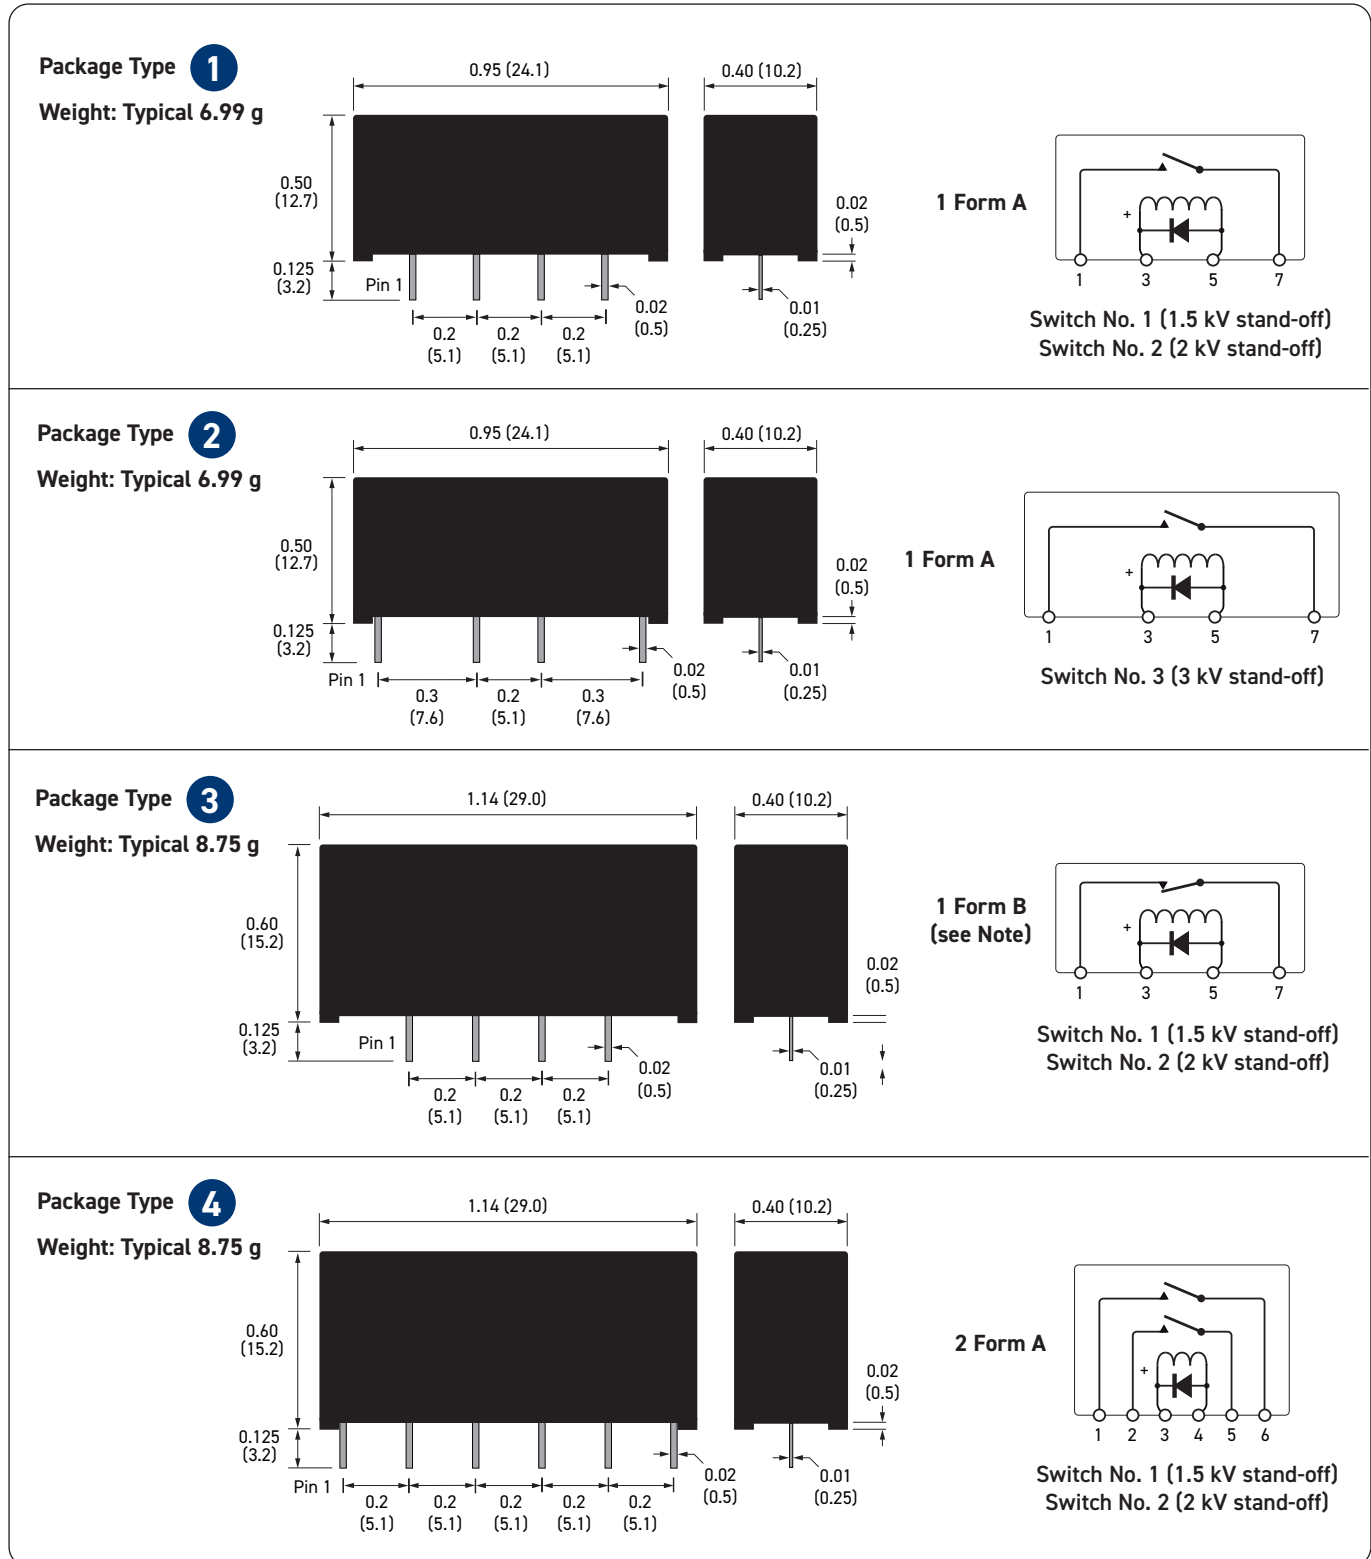 Package Type 1
Weight: Typical 6.99 g
0.95 (24.1)
0.40 (10.2)
0.50
(12.7)
0.125
(3.2)
Pin 1
0.2
(5.1)
0.2
(5.1)
0.2
(5.1)
0.02
(0.5)
0.02
(0.5)
0.01
(0.25)
1 Form A
+
1 3 5 7
Switch No. 1 (1.5 kV stand-off)
Switch No. 2 (2 kV stand-off)
Package Type 2
Weight: Typical 6.99 g
0.95 (24.1)
0.40 (10.2)
0.50
(12.7)
0.125
(3.2)
Pin 1
0.3
(7.6)
0.2
(5.1)
0.3
(7.6)
0.02
(0.5)
0.02
(0.5)
0.01
(0.25)
1 Form A
+
1 3 5 7
Switch No. 3 (3 kV stand-off)
Package Type 3
Weight: Typical 8.75 g
1.14 (29.0)
0.40 (10.2)
0.60
(15.2)
0.125
(3.2)
Pin 1
0.2
(5.1)
0.2
(5.1)
0.2
(5.1)
0.02
(0.5)
0.02
(0.5)
0.01
(0.25)
1 Form B
(see Note)
+
1 3 5 7
Switch No. 1 (1.5 kV stand-off)
Switch No. 2 (2 kV stand-off)
Package Type 4
Weight: Typical 8.75 g
1.14 (29.0)
0.40 (10.2)
0.60
(15.2)
0.125
(3.2)
Pin 1
0.2
(5.1)
0.2
(5.1)
0.2
(5.1)
0.2
(5.1)
0.2
(5.1)
0.02
(0.5)
0.02
(0.5)
0.01
(0.25)
2 Form A
+
1 2 3 4 5 6
Switch No. 1 (1.5 kV stand-off)
Switch No. 2 (2 kV stand-off)